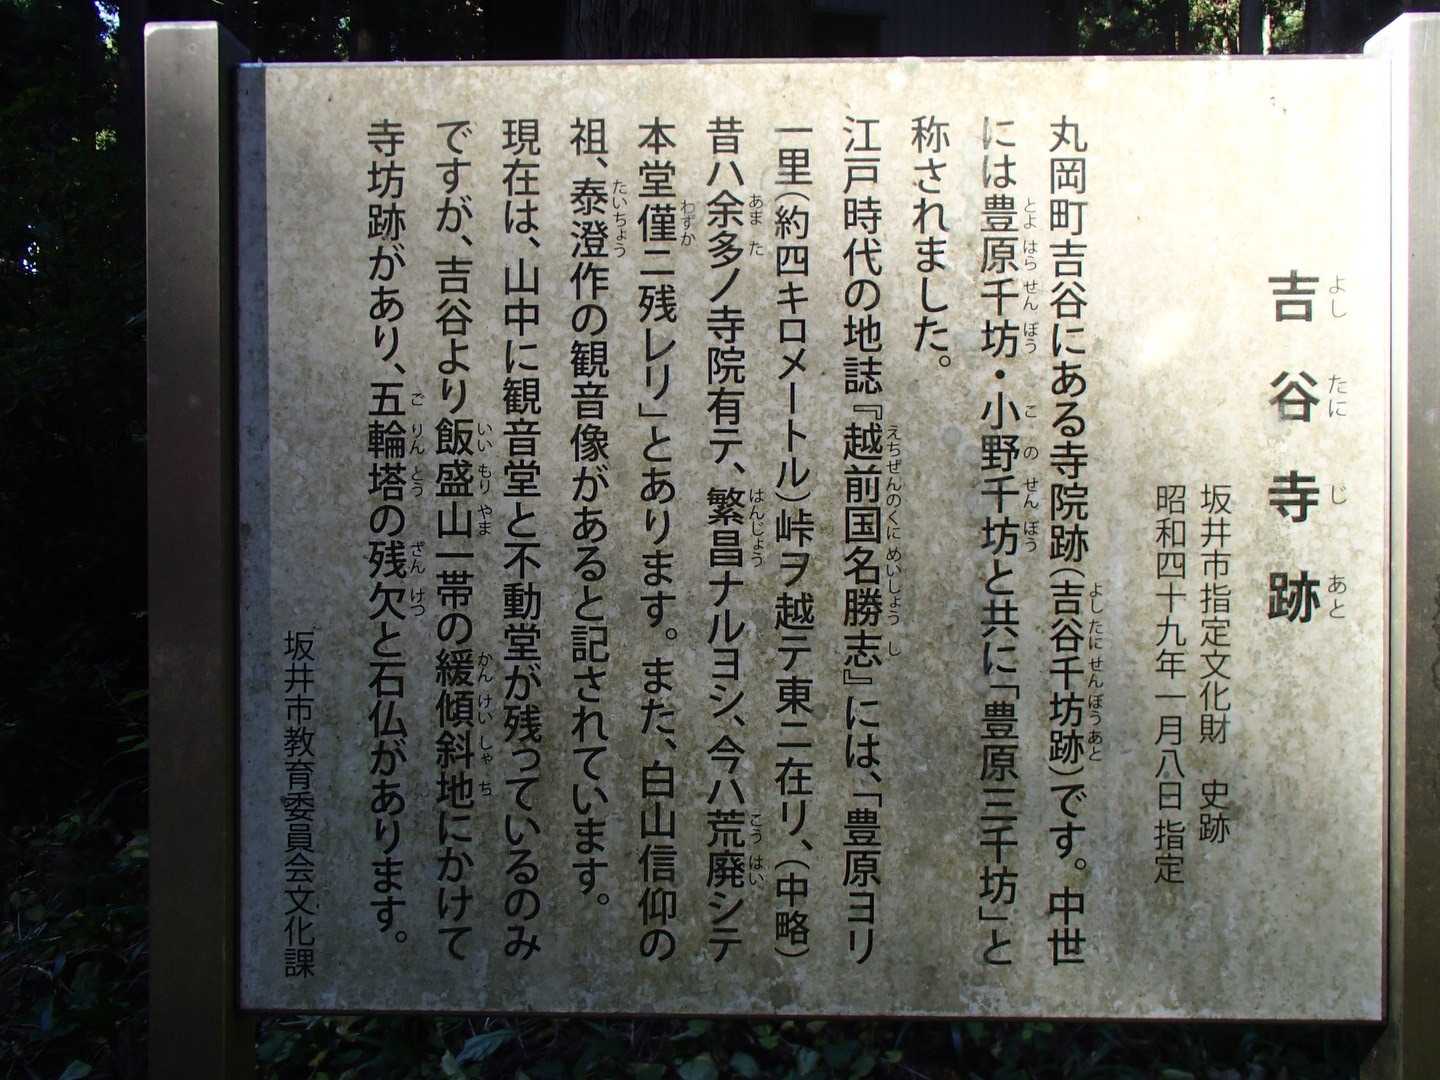 吉谷寺跡
坂井市指定文化財　史跡
昭和四十九年一月八日 指定
丸岡町吉谷にある寺院跡(吉谷千坊跡)です。中世
には豊原千坊・小野千坊と共に「豊原三千坊」と
称されました。
江戸時代の地誌『越前国名勝志』には、「豊原ヨリ
一里(約四キロメートル)峠ヲ越テ東ニ在リ、(中略)
昔ハ余多ノ寺院有テ、繁昌ナルヨシ、今ハ荒廃シテ
本堂僅ニ残レリ」とあります。また、白山信仰の
祖、泰澄作の観音像があると記されています。
現在は、山中に観音堂と不動堂が残っているのみ
ですが、吉谷より飯盛山一帯の緩傾斜地にかけて
寺坊跡があり、五輪塔の残欠と石仏があります。
坂井市教育委員会文化課